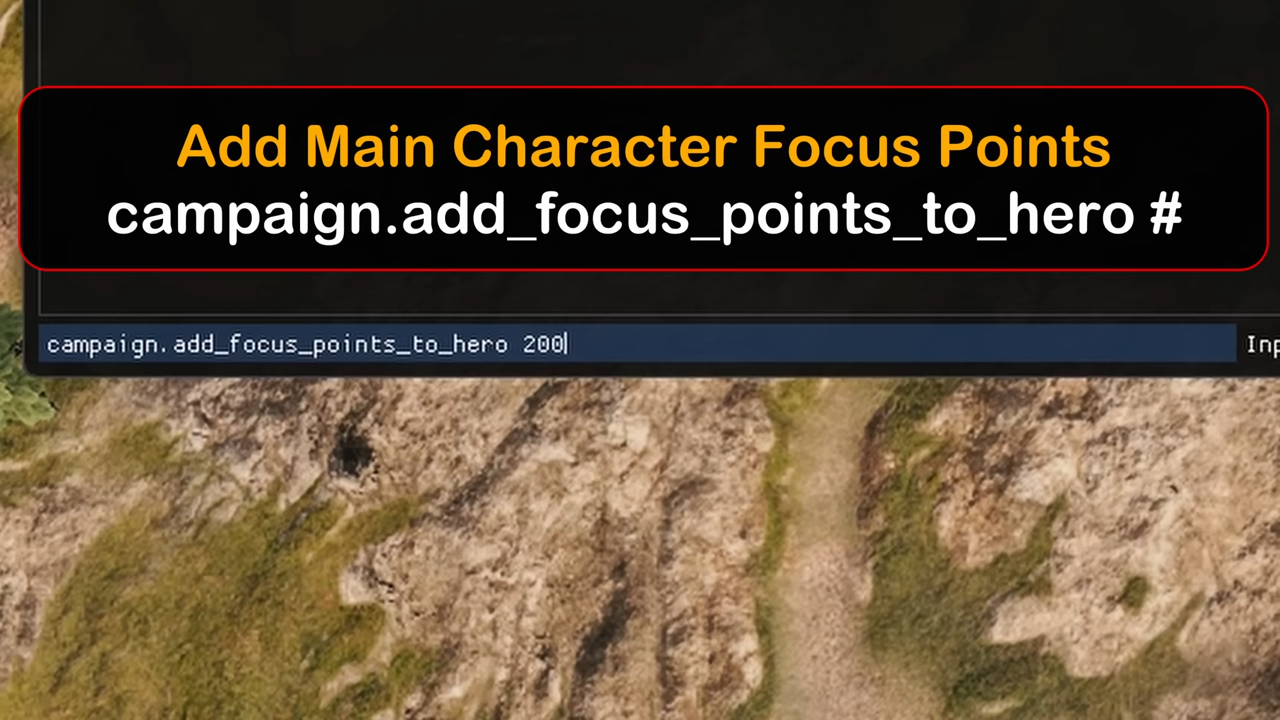 Add Main Character Focus Points
campaign.add_focus_points_to_hero #
campaign.add_focus_points_to_hero 200